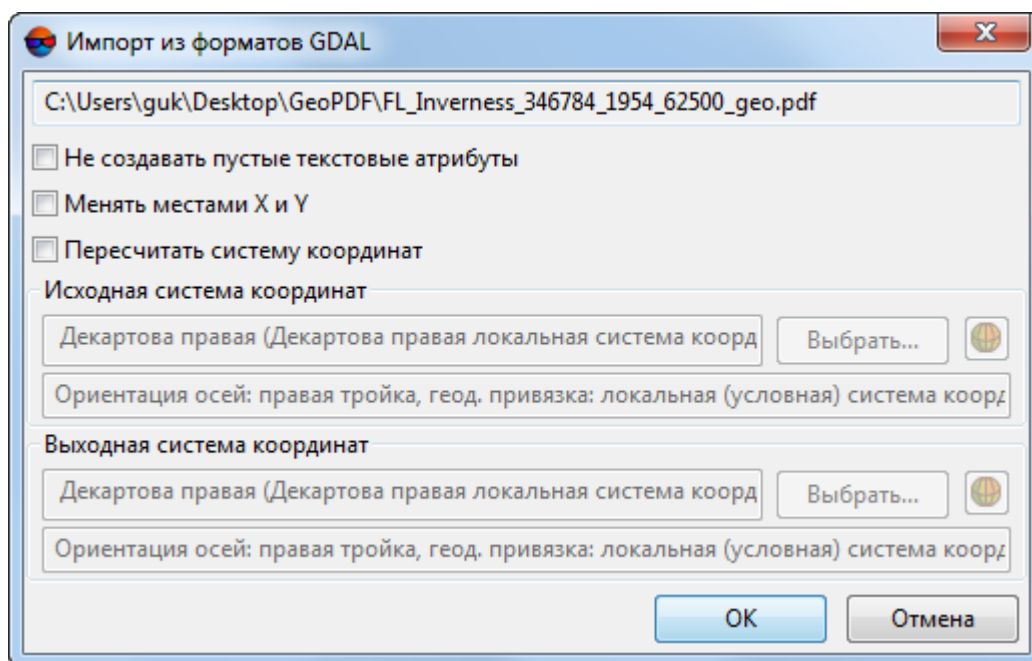 Импорт из форматов GDAL
C:\Users\guk\Desktop\GeoPDF\FL_Inverness_346784_1954_62500_geo.pdf
Не создавать пустые текстовые атрибуты
Менять местами X и Y
Пересчитать систему координат
Исходная система координат
Декартова правая (Декартова правая локальная система коорд
Выбрать...
Ориентация осей: правая тройка, геод. привязка: локальная (условная) система коорд
Выходная система координат
Декартова правая (Декартова правая локальная система коорд
Выбрать...
Ориентация осей: правая тройка, геод. привязка: локальная (условная) система коорд
OK
Отмена